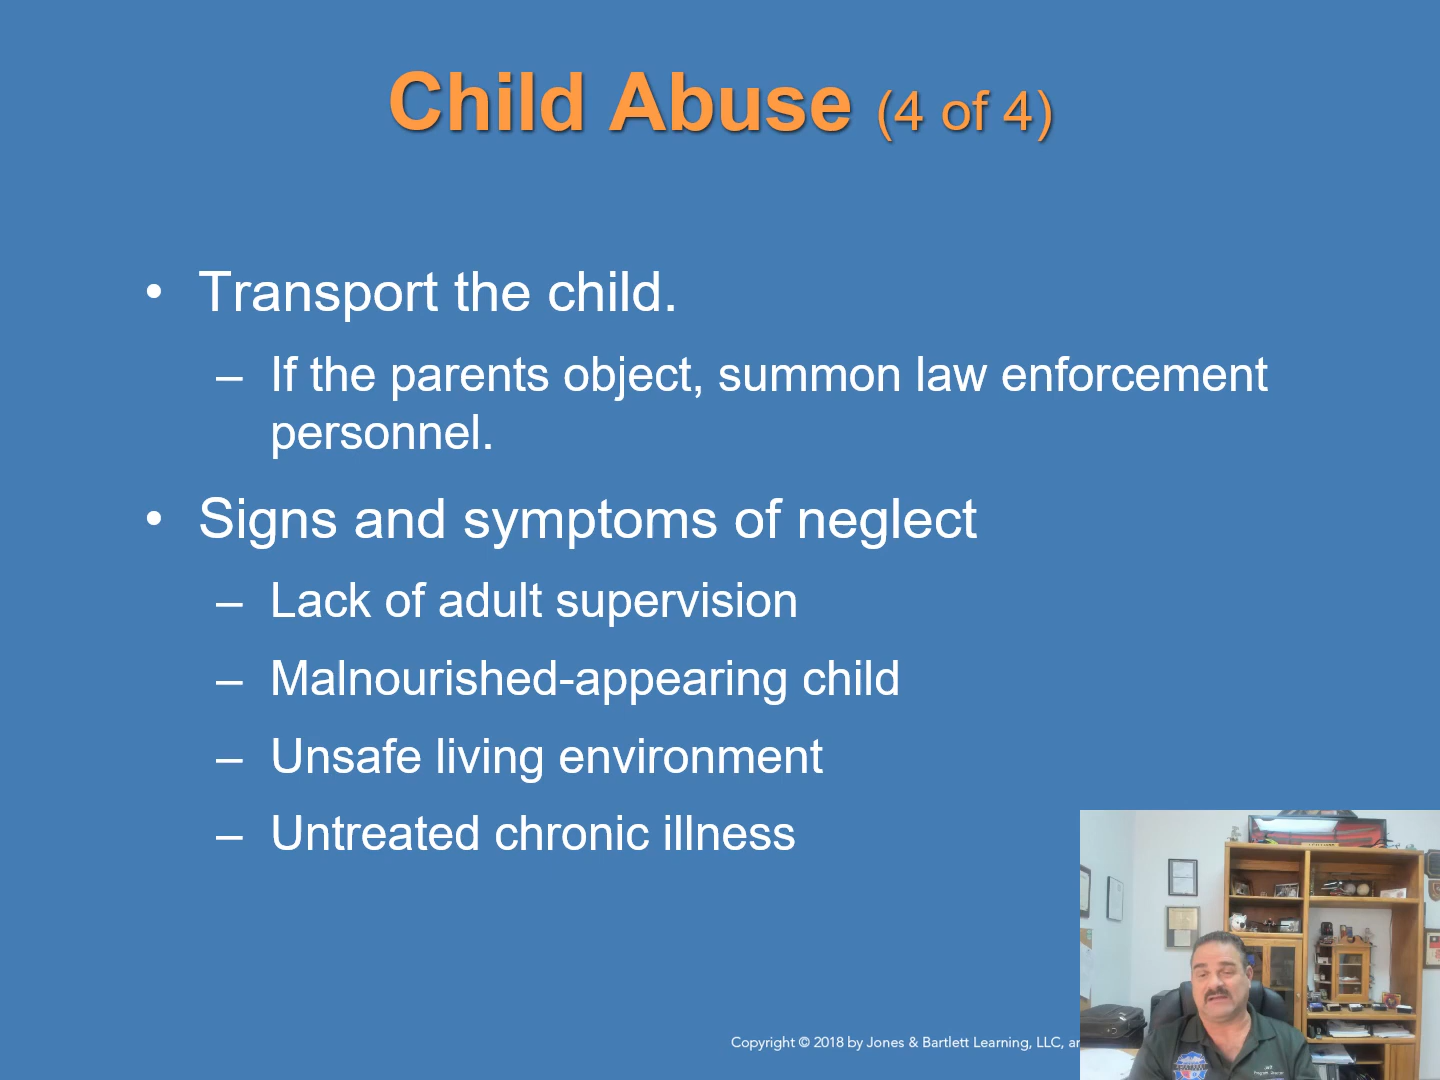 Child Abuse (4 of 4)
• Transport the child.
– If the parents object, summon law enforcement
personnel.
• Signs and symptoms of neglect
– Lack of adult supervision
– Malnourished-appearing child
– Unsafe living environment
– Untreated chronic illness
Copyright © 2018 by Jones & Bartlett Learning, LLC, an